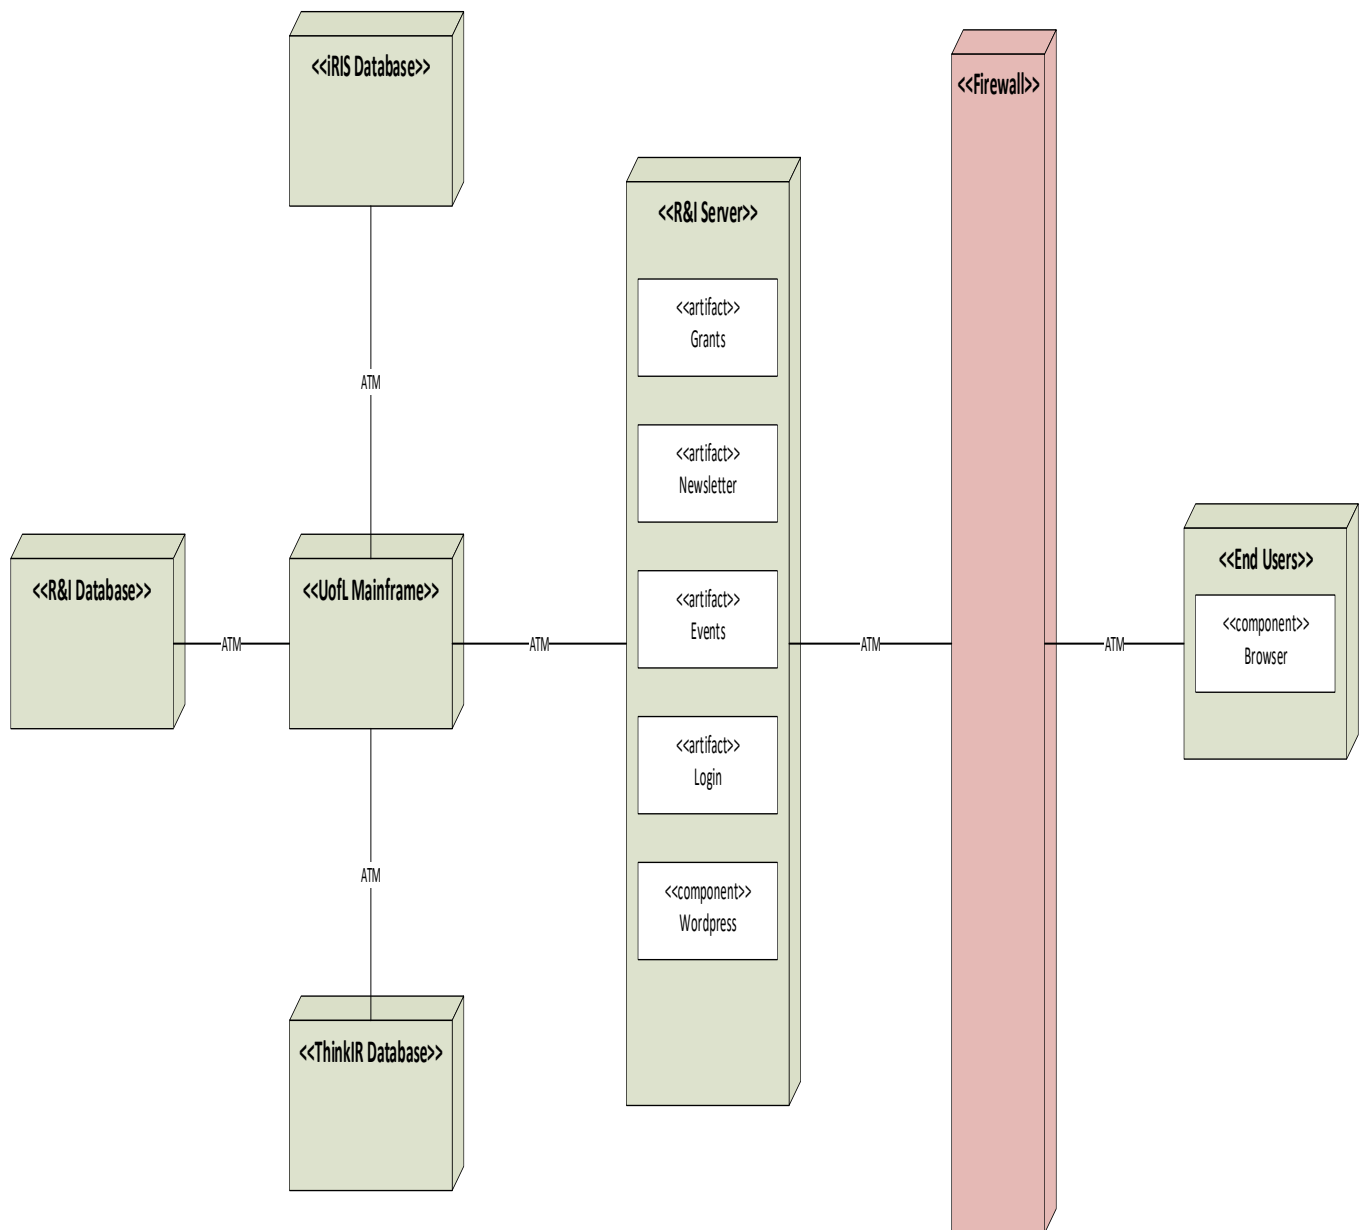 <<iRIS Database>>
<<Firewall>>
<<R&I Server>>
<<artifact>>
Grants
ATM
<<artifact>>
Newsletter
<<R&I Database>>
<<UofL Mainframe>>
<<artifact>>
Events
<<End Users>>
<<component>>
Browser
ATM
ATM
ATM
ATM
<<artifact>>
Login
ATM
<<component>>
Wordpress
<<ThinkIR Database>>